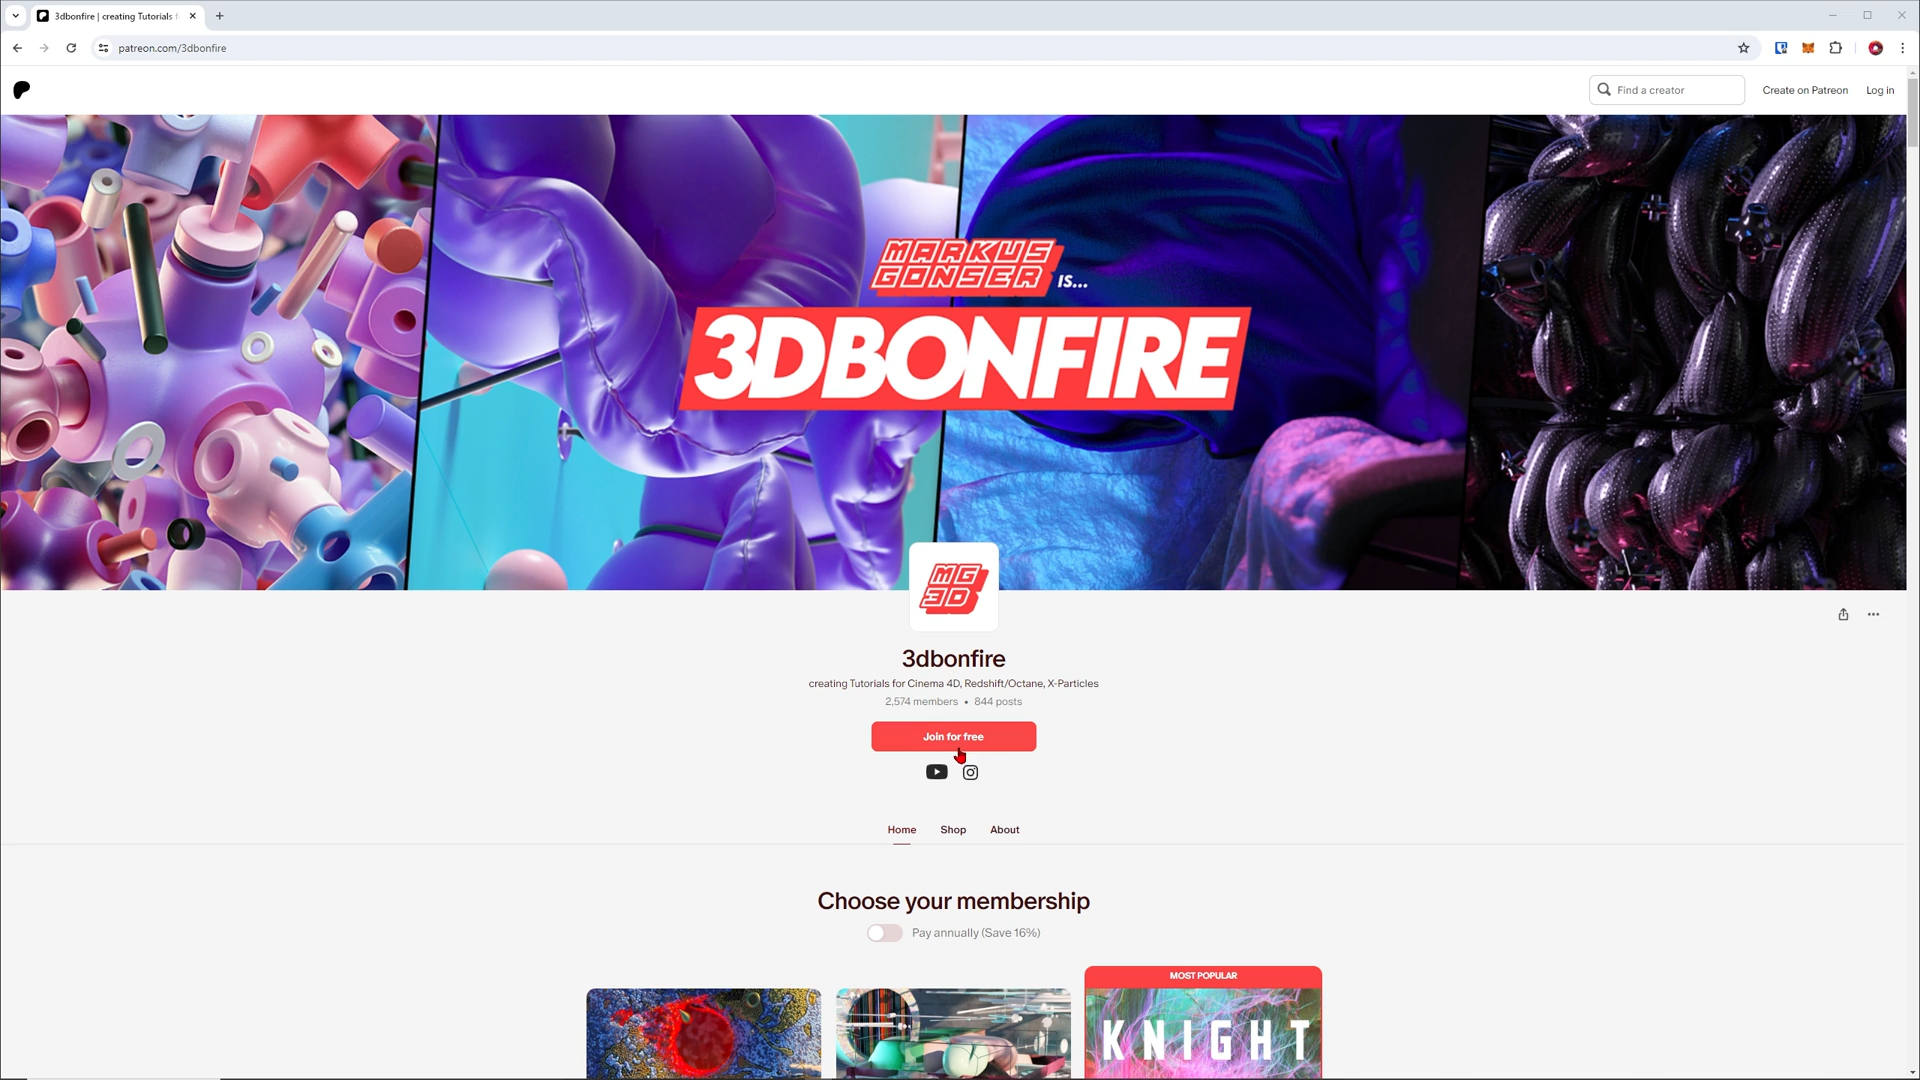 3dbonfire | creating Tutorials f
patreon.com/3dbonfire
Find a creator
Create on Patreon
Log in
MARKUS
GONSER IS...
3DBONFIRE
MG
3D
3dbonfire
creating Tutorials for Cinema 4D, Redshift/Octane, X-Particles
2,574 members • 844 posts
Join for free
Home Shop About
Choose your membership
Pay annually (Save 16%)
MOST POPULAR
KNIGHT